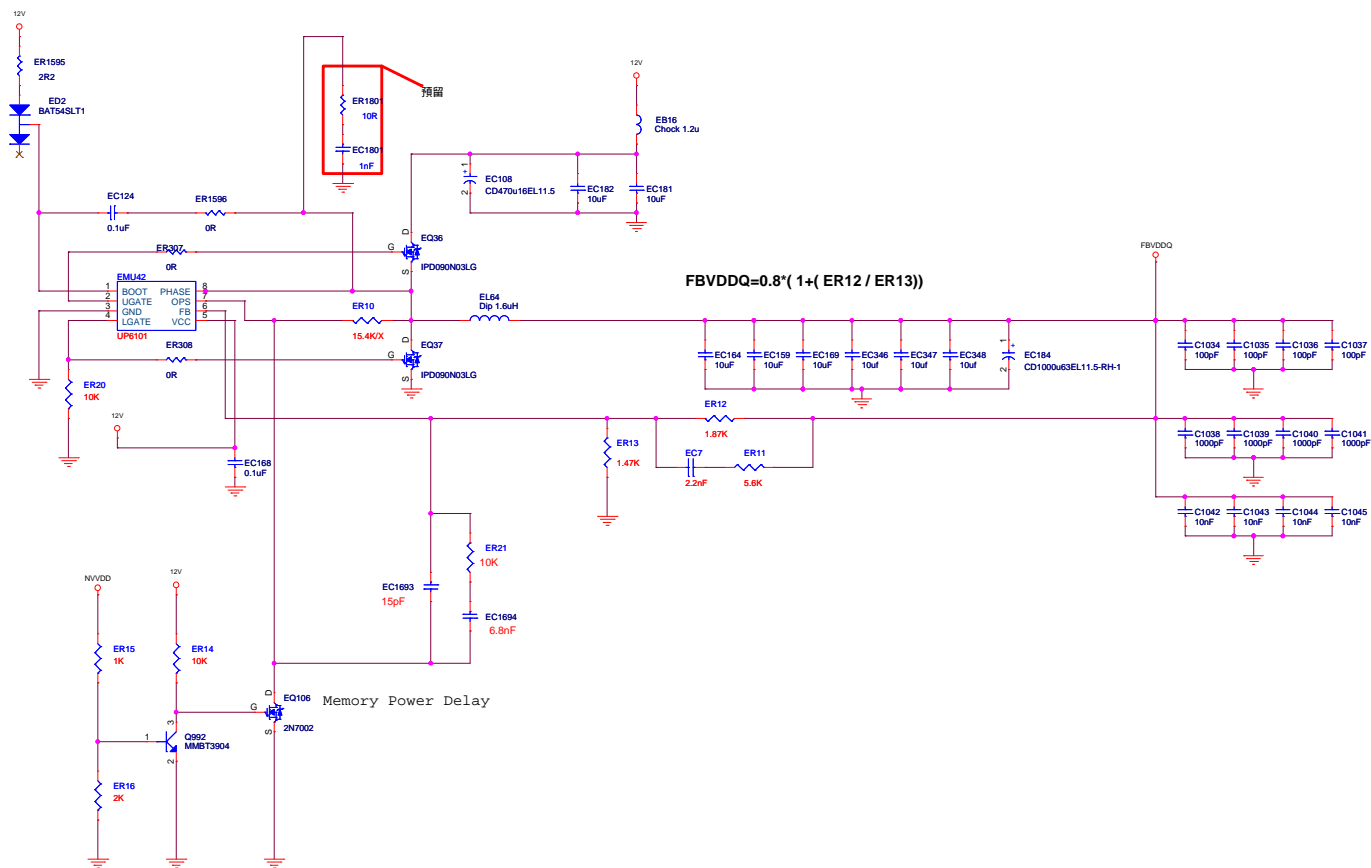 12V
ER1595
2R2
ED2
BAT54SLT1
ER1801
10R
EC1801
1nF
預留
12V
EB16
Chock 1.2u
EC108
CD470u16EL11.5
1
2
EC182
10uF
EC181
10uF
EC124
0.1uF
ER1596
0R
ER307
0R
D
G
S
EQ36
IPD090N03LG
EMU42
1 BOOT PHASE 8
2 UGATE OPS 7
3 GND FB 6
4 LGATE VCC 5
UP6101
ER10
15.4K/X
EL64
Dip 1.6uH
FBVDDQ=0.8*( 1+( ER12 / ER13))
FBVDDQ
ER308
0R
D
G
S
EQ37
IPD090N03LG
ER20
10K
12V
EC168
0.1uF
EC164
10uF
EC159
10uF
EC169
10uF
EC346
10uf
EC347
10uf
EC348
10uf
1
2
EC184
CD1000u63EL11.5-RH-1
C1034
100pF
C1035
100pF
C1036
100pF
C1037
100pF
ER12
1.87K
ER13
1.47K
EC7
2.2nF
ER11
5.6K
C1038
1000pF
C1039
1000pF
C1040
1000pF
C1041
1000pF
C1042
10nF
C1043
10nF
C1044
10nF
C1045
10nF
ER21
10K
EC1693
15pF
EC1694
6.8nF
NVVDD
12V
ER15
1K
ER14
10K
D
G
S
EQ106
2N7002
Memory Power Delay
1
3
2
Q992
MMBT3904
ER16
2K